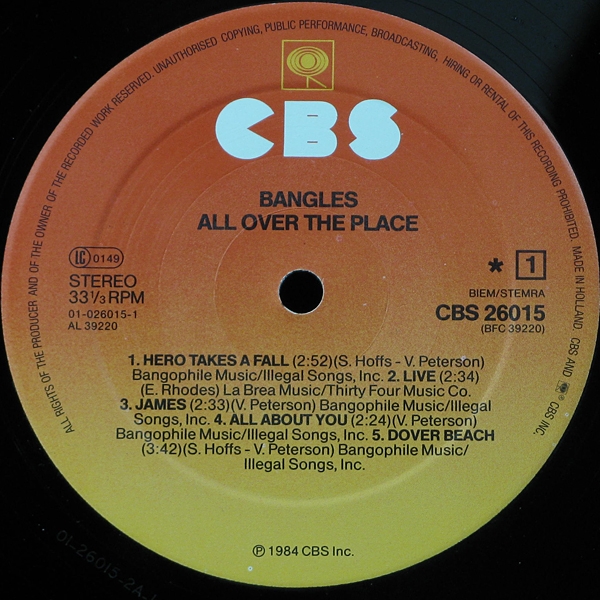 ALL RIGHTS OF THE PRODUCER AND OF THE OWNER OF THE RECORDED WORK RESERVED. UNAUTHORISED COPYING, PUBLIC PERFORMANCE, BROADCASTING, HIRING OR RENTAL OF THIS RECORDING PROHIBITED. MADE IN HOLLAND. CBS AND CBS INC.
CBS
BANGLES
ALL OVER THE PLACE
LC 0149
STEREO
33 1/3 RPM
01-026015-1
AL 39220
* 1
BIEM/STEMRA
CBS 26015
(BFC 39220)
1. HERO TAKES A FALL (2:52)(S. Hoffs - V. Peterson)
Bangophile Music/Illegal Songs, Inc. 2. LIVE (2:34)
(E. Rhodes) La Brea Music/Thirty Four Music Co.
3. JAMES (2:33)(V. Peterson) Bangophile Music/Illegal
Songs, Inc. 4. ALL ABOUT YOU (2:24)(V. Peterson)
Bangophile Music/Illegal Songs, Inc. 5. DOVER BEACH
(3:42)(S. Hoffs - V. Peterson) Bangophile Music/
Illegal Songs, Inc.
℗ 1984 CBS Inc.